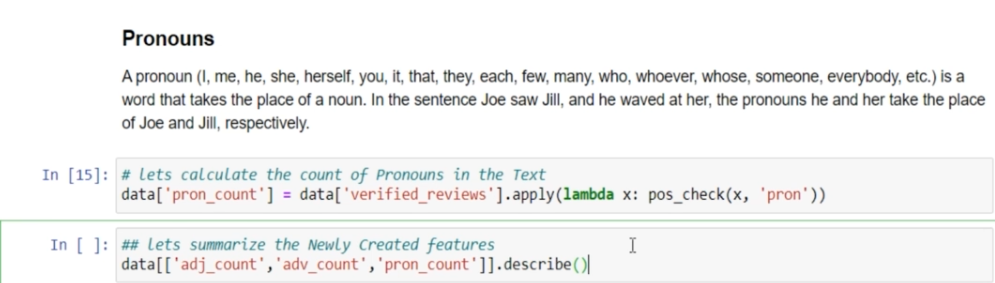 Pronouns
A pronoun (I, me, he, she, herself, you, it, that, they, each, few, many, who, whoever, whose, someone, everybody, etc.) is a
word that takes the place of a noun. In the sentence Joe saw Jill, and he waved at her, the pronouns he and her take the place
of Joe and Jill, respectively.
In [15]: # lets calculate the count of Pronouns in the Text
data['pron_count'] = data['verified_reviews'].apply(lambda x: pos_check(x, 'pron'))
In [ ]: ## lets summarize the Newly Created features
data[['adj_count','adv_count','pron_count']].describe()